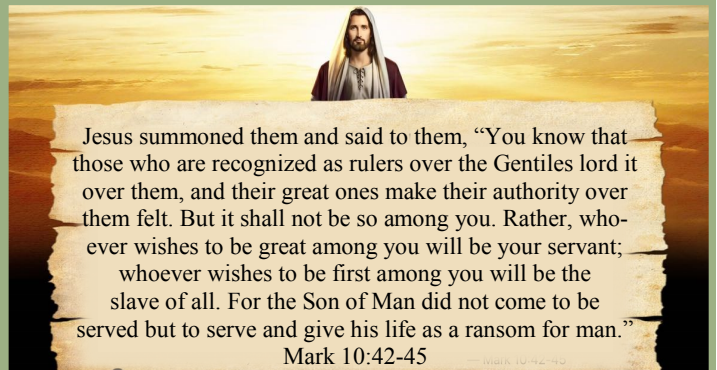 Jesus summoned them and said to them, “You know that
those who are recognized as rulers over the Gentiles lord it
over them, and their great ones make their authority over
them felt. But it shall not be so among you. Rather, who-
ever wishes to be great among you will be your servant;
whoever wishes to be first among you will be the
slave of all. For the Son of Man did not come to be
served but to serve and give his life as a ransom for man.”
Mark 10:42-45
— Mark 10:42-45